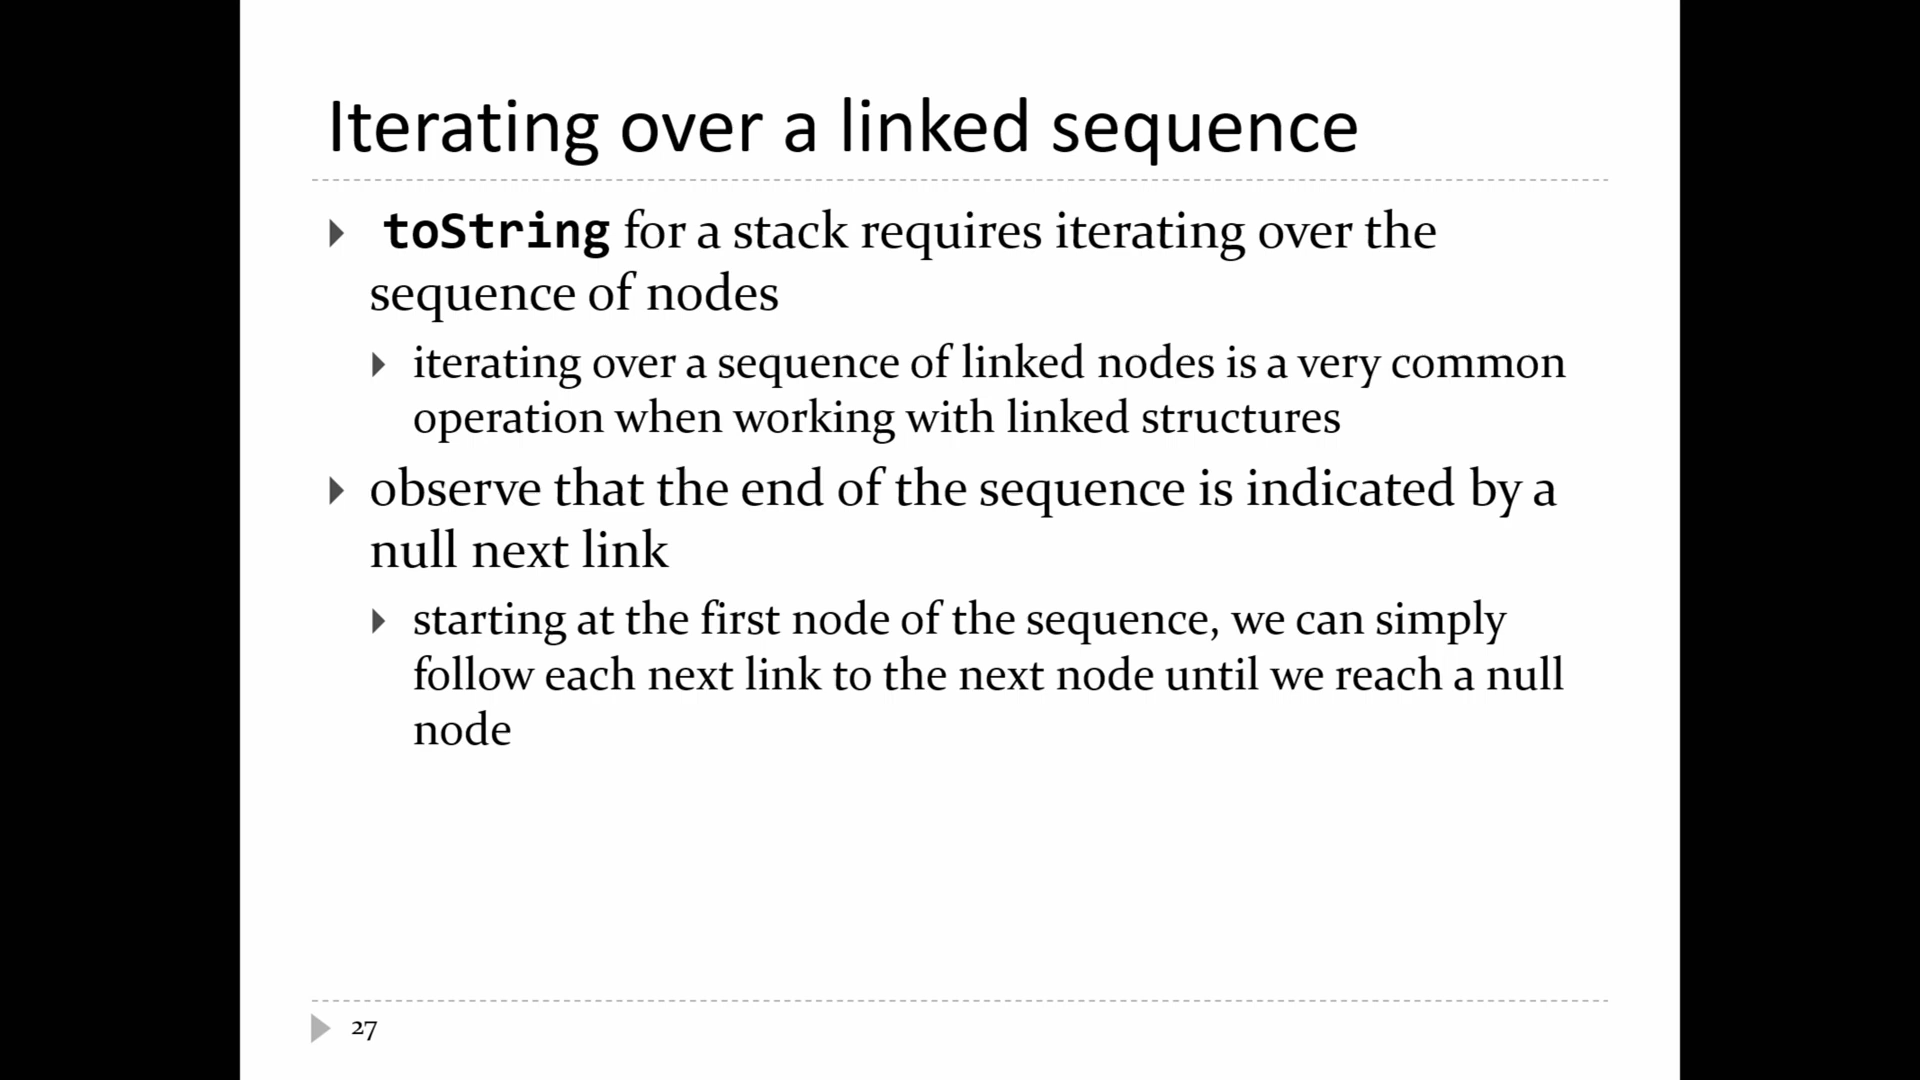 Iterating over a linked sequence
toString for a stack requires iterating over the
sequence of nodes
iterating over a sequence of linked nodes is a very common
operation when working with linked structures
observe that the end of the sequence is indicated by a
null next link
starting at the first node of the sequence, we can simply
follow each next link to the next node until we reach a null
node
27